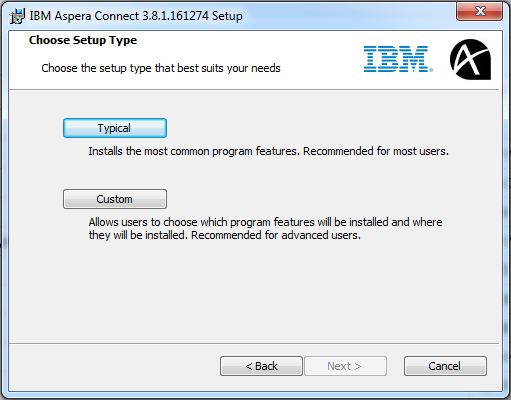 IBM Aspera Connect 3.8.1.161274 Setup
Choose Setup Type
Choose the setup type that best suits your needs
IBM.
Typical
Installs the most common program features. Recommended for most users.
Custom
Allows users to choose which program features will be installed and where
they will be installed. Recommended for advanced users.
< Back
Next >
Cancel